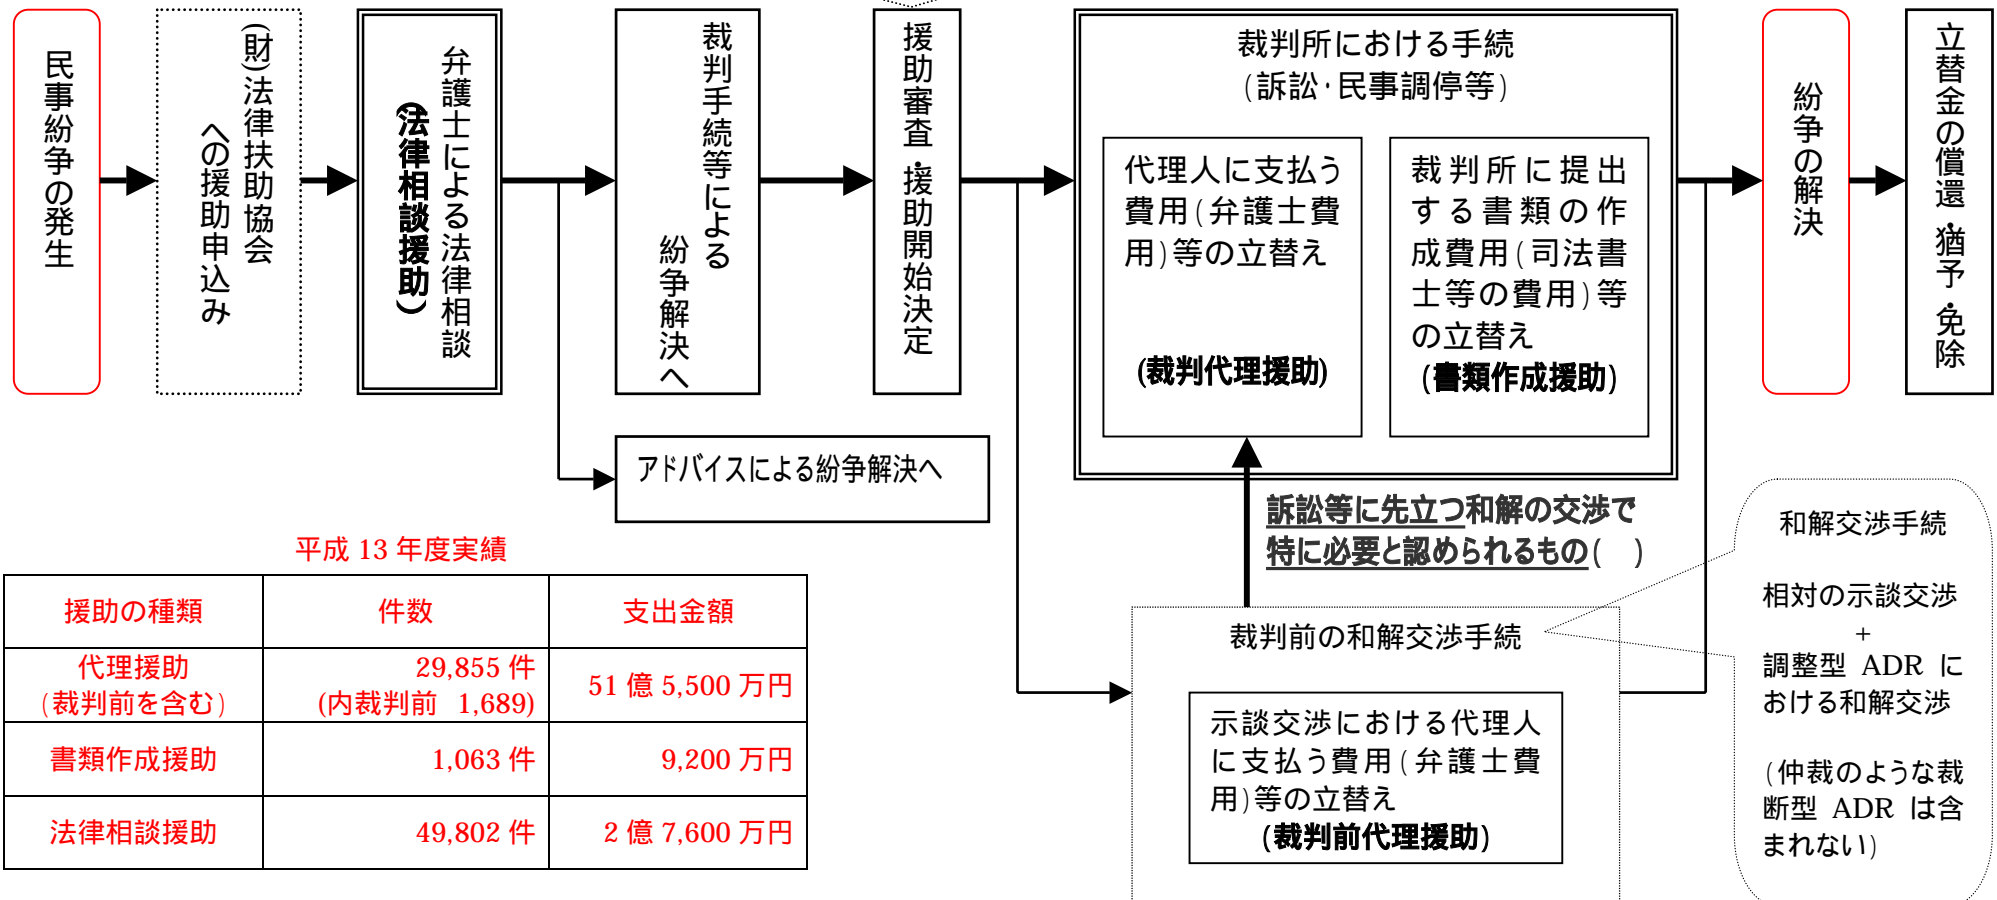 民事紛争の発生
(財)法律扶助協会
への援助申込み
弁護士による法律相談
(法律相談援助)
裁判手続等による
紛争解決へ
援助審査・援助開始決定
裁判所における手続
(訴訟・民事調停等)
代理人に支払う
費用(弁護士費
用)等の立替え
(裁判代理援助)
裁判所に提出
する書類の作
成費用(司法書
士等の費用)等
の立替え
(書類作成援助)
紛争の解決
立替金の償還・猶予・免除
アドバイスによる紛争解決へ
訴訟等に先立つ和解の交渉で
特に必要と認められるもの( )
裁判前の和解交渉手続
示談交渉における代理人
に支払う費用(弁護士費
用)等の立替え
(裁判前代理援助)
和解交渉手続
相対の示談交渉
+
調整型 ADR に
おける和解交渉
(仲裁のような裁
断型 ADR は含
まれない)
平成 13 年度実績
援助の種類 件数 支出金額
代理援助
(裁判前を含む)
29,855 件
(内裁判前 1,689)
51 億 5,500 万円
書類作成援助 1,063 件 9,200 万円
法律相談援助 49,802 件 2 億 7,600 万円